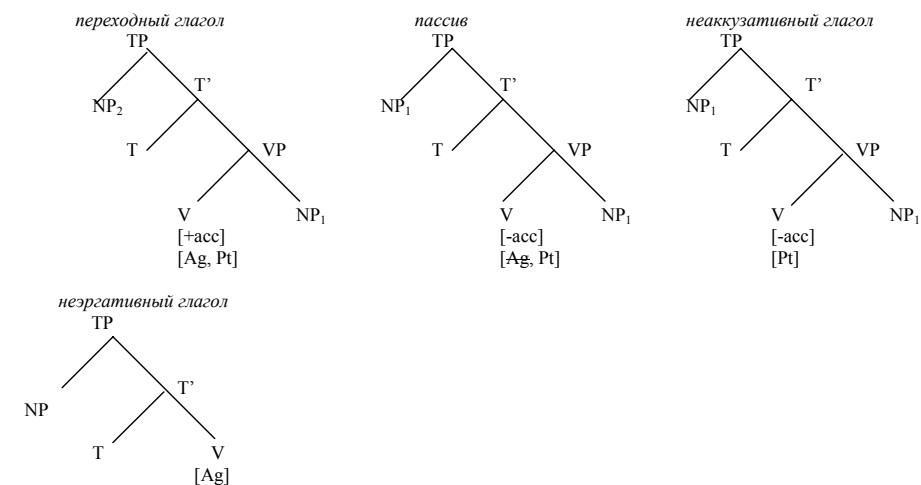 переходный глагол пассив неаккузативный глагол
TP TP TP
T’ T’ T’
NP₂ NP₁ NP₁
T VP T VP T VP
V NP₁ V NP₁ V NP₁
[+acc] [-acc] [-acc]
[Ag, Pt] [Ag, Pt] [Pt]
неэргативный глагол
TP
T’
NP
T V
[Ag]